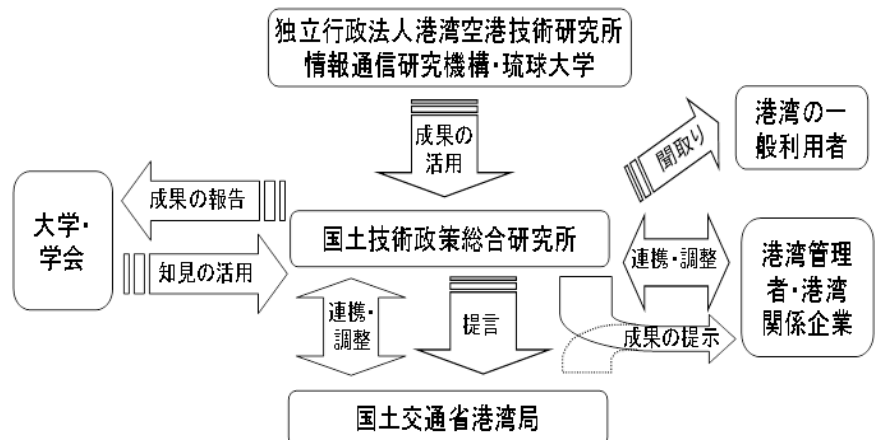 独立行政法人港湾空港技術研究所
情報通信研究機構・琉球大学
港湾の一
般利用者
成果の
活用
聞取り
成果の報告
大学・
学会
国土技術政策総合研究所
知見の活用
連携・調整
港湾管理
者・港湾
関係企業
連携・
調整
提言
成果の提示
国土交通省港湾局